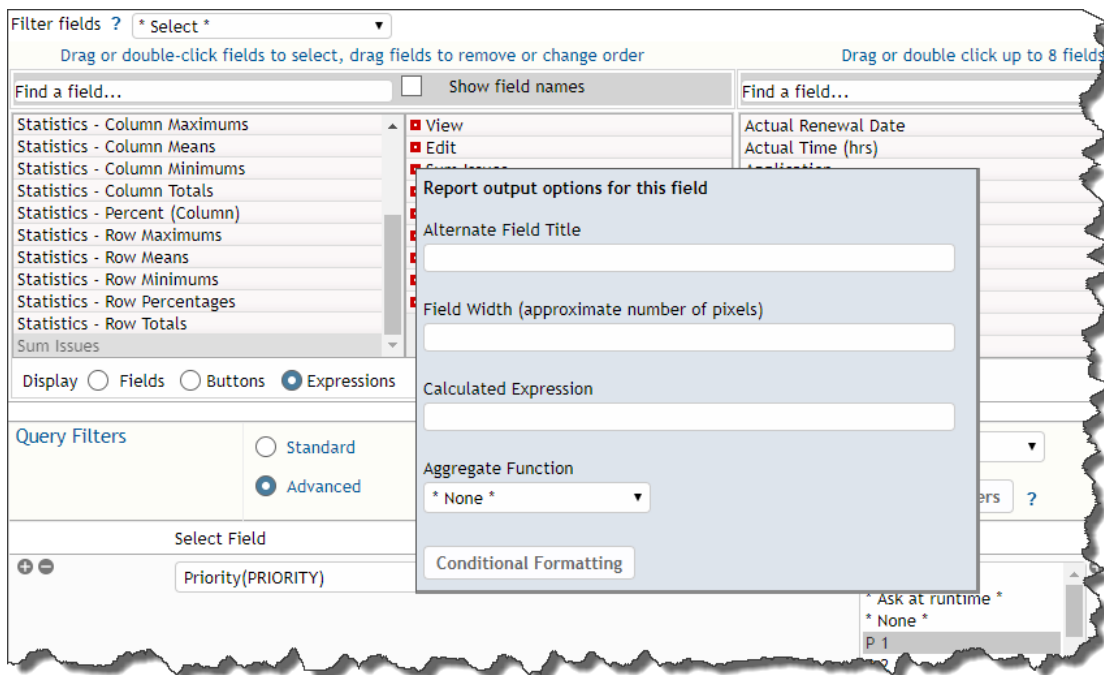 Filter fields ? * Select *
Drag or double-click fields to select, drag fields to remove or change order
Drag or double click up to 8 fields
Find a field...
Show field names
Find a field...
Statistics - Column Maximums
Statistics - Column Means
Statistics - Column Minimums
Statistics - Column Totals
Statistics - Percent (Column)
Statistics - Row Maximums
Statistics - Row Means
Statistics - Row Minimums
Statistics - Row Percentages
Statistics - Row Totals
Sum Issues
View
Edit
Sum Issues
Actual Renewal Date
Actual Time (hrs)
Application
Report output options for this field
Alternate Field Title
Field Width (approximate number of pixels)
Calculated Expression
Aggregate Function
* None *
Conditional Formatting
Display Fields Buttons Expressions
Query Filters
Standard
Advanced
?
Select Field
Priority(PRIORITY)
* Ask at runtime *
* None *
P 1